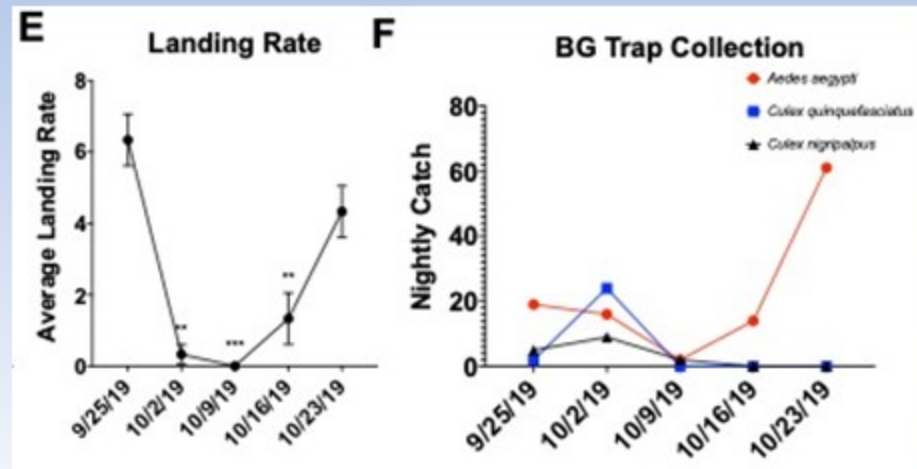 E
Landing Rate
Average Landing Rate
8
6
4
2
0
**
***
**
9/25/19
10/2/19
10/9/19
10/16/19
10/23/19
F
BG Trap Collection
Aedes aegypti
Culex quinquefasciatus
Culex nigripalpus
Nightly Catch
80
60
40
20
0
9/25/19
10/2/19
10/9/19
10/16/19
10/23/19